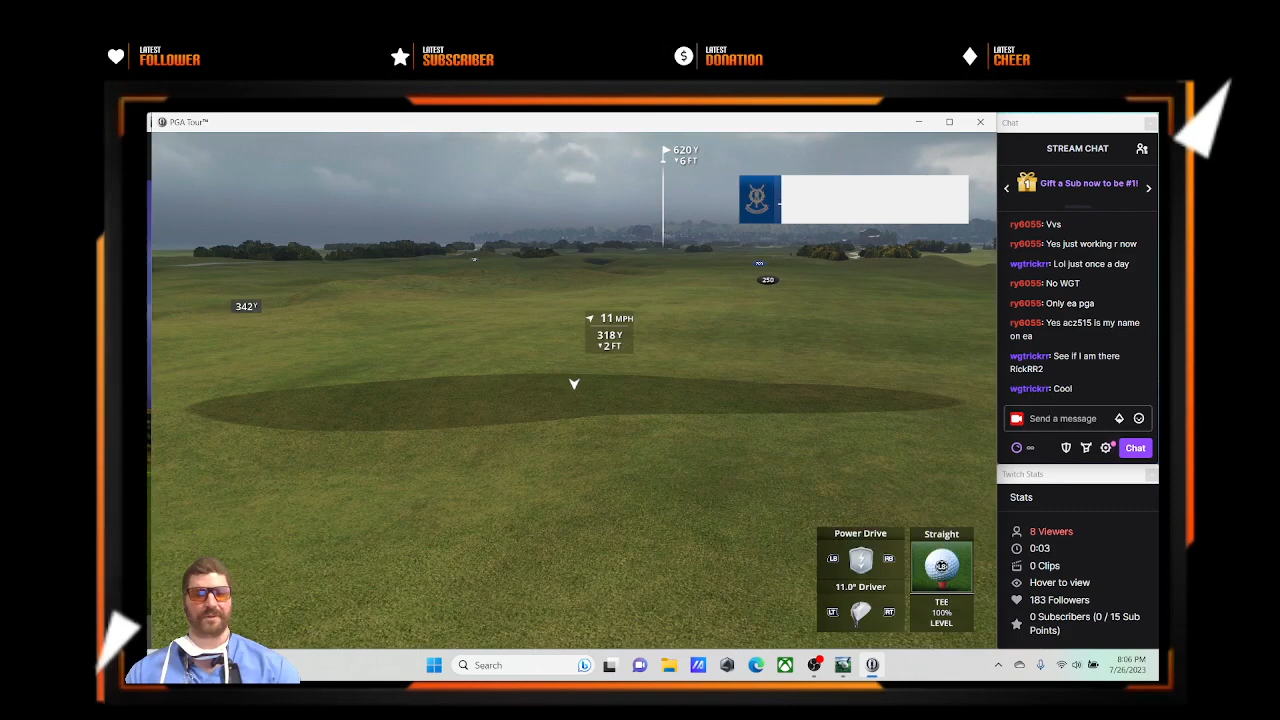 LATEST
FOLLOWER
LATEST
SUBSCRIBER
LATEST
DONATION
LATEST
CHEER
PGA Tour™
620 Y
▾6 FT
250
342Y
11 MPH
318 Y
▾2 FT
Power Drive
LB
RB
11.0° Driver
LT
RT
Straight
LS
TEE
100%
LEVEL
Chat
STREAM CHAT
1
Gift a Sub now to be #1!
ry6055: Vvs
ry6055: Yes just working r now
wgtrickrr: Lol just once a day
ry6055: No WGT
ry6055: Only ea pga
ry6055: Yes acz515 is my name
on ea
wgtrickrr: See if I am there
RickRR2
wgtrickrr: Cool
Send a message
Chat
Twitch Stats
Stats
8 Viewers
0:03
0 Clips
Hover to view
183 Followers
0 Subscribers (0 / 15 Sub
Points)
Search
8:06 PM
7/26/2023